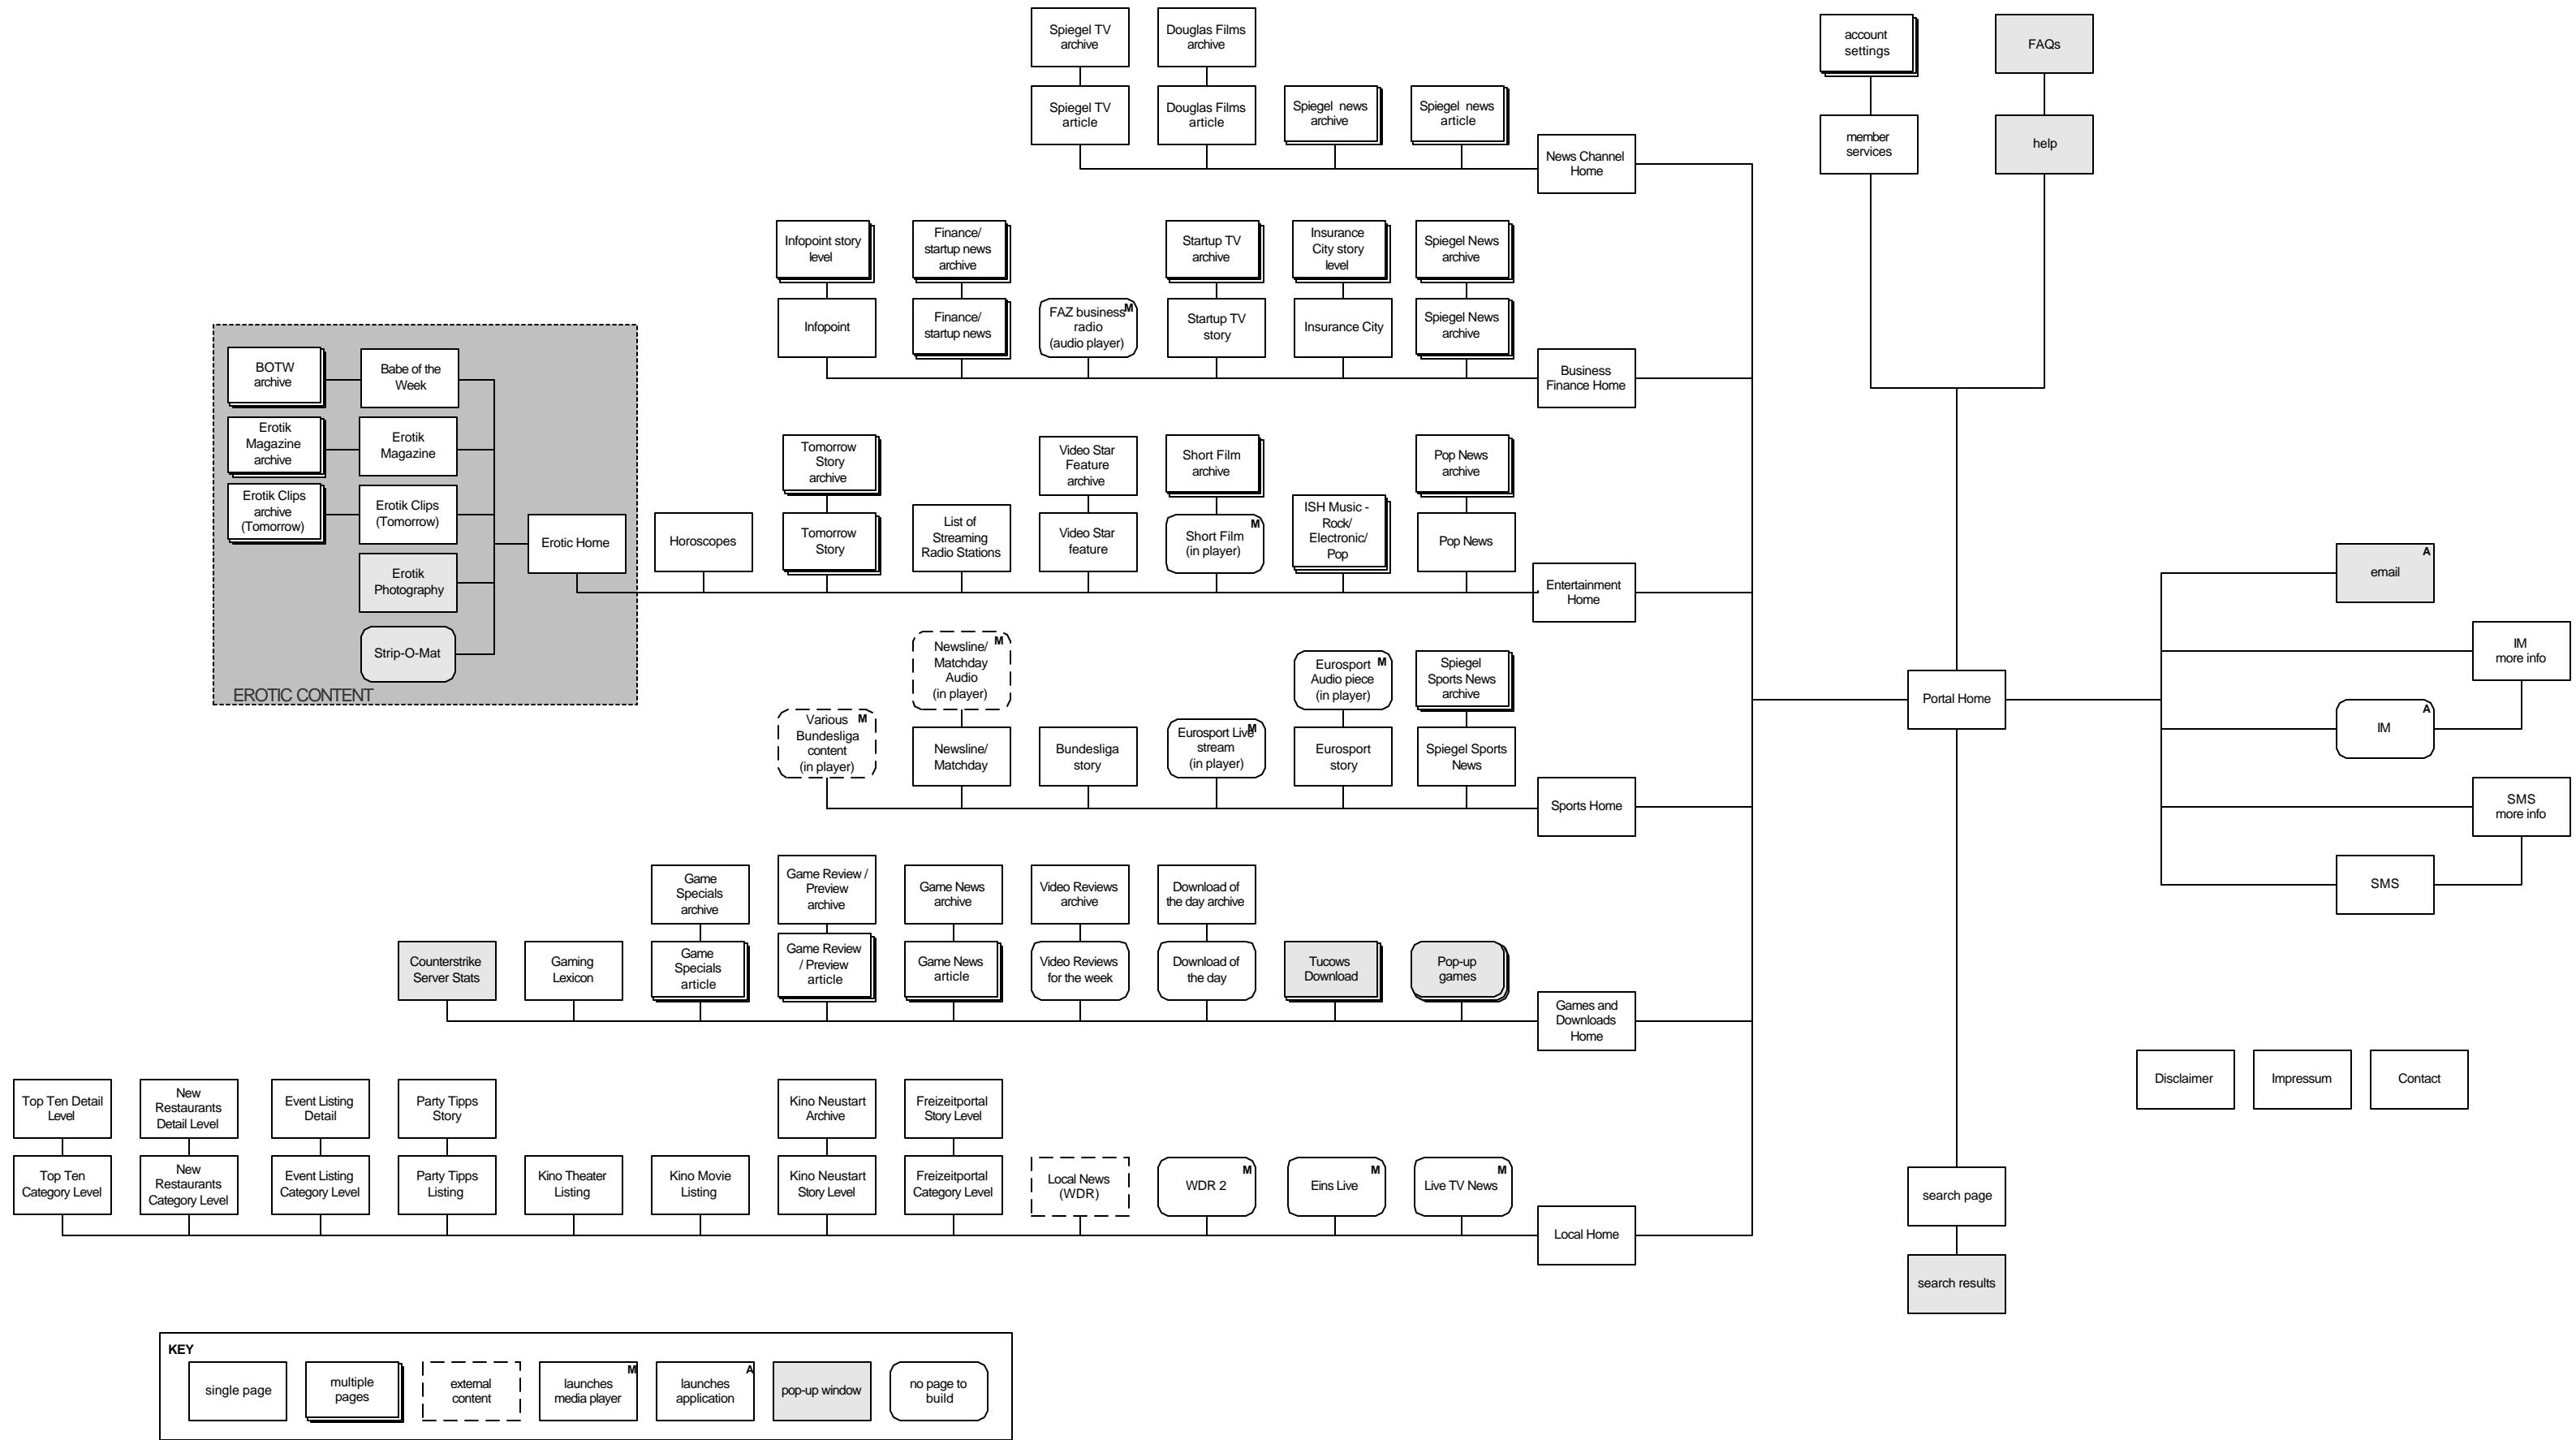 Spiegel TV
archive
Douglas Films
archive
account
settings
FAQs
Spiegel TV
article
Douglas Films
article
Spiegel news
archive
Spiegel news
article
member
services
help
News Channel
Home
Infopoint story
level
Finance/
startup news
archive
Startup TV
archive
Insurance
City story
level
Spiegel News
archive
Infopoint
Finance/
startup news
FAZ business
radio
(audio player)
M
Startup TV
story
Insurance City
Spiegel News
archive
Business
Finance Home
BOTW
archive
Babe of the
Week
Erotik
Magazine
archive
Erotik
Magazine
Erotik Clips
archive
(Tomorrow)
Erotik Clips
(Tomorrow)
Erotik
Photography
Strip-O-Mat
EROTIC CONTENT
Erotic Home
Tomorrow
Story
archive
Video Star
Feature
archive
Short Film
archive
Pop News
archive
Horoscopes
Tomorrow
Story
List of
Streaming
Radio Stations
Video Star
feature
Short Film
(in player)
M
ISH Music -
Rock/
Electronic/
Pop
Pop News
Entertainment
Home
email
A
IM
more info
Newsline/
Matchday
Audio
(in player)
M
Eurosport
Audio piece
(in player)
M
Spiegel
Sports News
archive
Portal Home
Various
Bundesliga
content
(in player)
M
Newsline/
Matchday
Bundesliga
story
Eurosport Live
stream
(in player)
M
Eurosport
story
Spiegel Sports
News
IM
A
Sports Home
SMS
more info
SMS
Game
Specials
archive
Game Review /
Preview
archive
Game News
archive
Video Reviews
archive
Download of
the day archive
Counterstrike
Server Stats
Gaming
Lexicon
Game
Specials
article
Game Review
/ Preview
article
Game News
article
Video Reviews
for the week
Download of
the day
Tucows
Download
Pop-up
games
Games and
Downloads
Home
Disclaimer
Impressum
Contact
Top Ten Detail
Level
New
Restaurants
Detail Level
Event Listing
Detail
Party Tipps
Story
Kino Neustart
Archive
Freizeitportal
Story Level
Top Ten
Category Level
New
Restaurants
Category Level
Event Listing
Category Level
Party Tipps
Listing
Kino Theater
Listing
Kino Movie
Listing
Kino Neustart
Story Level
Freizeitportal
Category Level
Local News
(WDR)
WDR 2
M
Eins Live
M
Live TV News
M
Local Home
search page
search results
KEY
single page
multiple
pages
external
content
launches
media player
M
launches
application
A
pop-up window
no page to
build